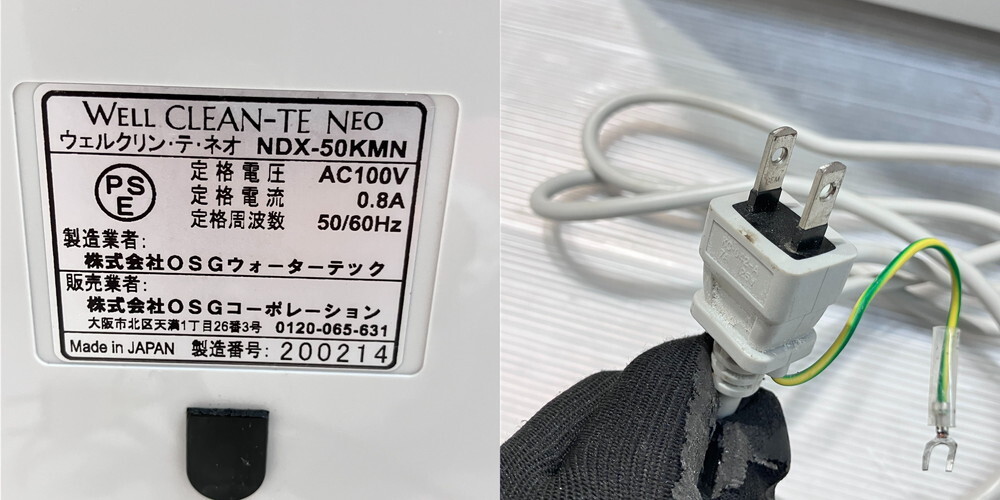 WELL CLEAN-TE NEO
ウェルクリン・テ・ネオ NDX-50KMN
PS E
定格電圧 AC100V
定格電流 0.8A
定格周波数 50/60Hz
製造業者:
株式会社OSGウォーターテック
販売業者:
株式会社OSGコーポレーション
大阪市北区天満1丁目26番3号 0120-065-631
Made in JAPAN 製造番号: 200214